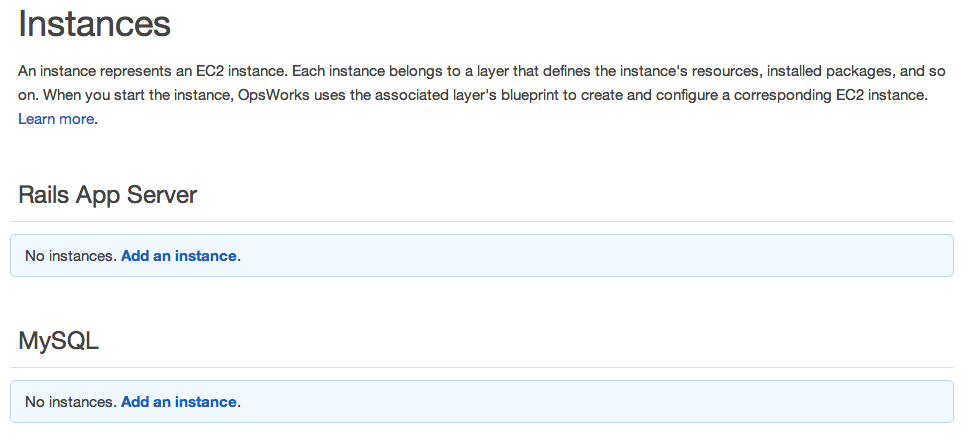 Instances
An instance represents an EC2 instance. Each instance belongs to a layer that defines the instance's resources, installed packages, and so
on. When you start the instance, OpsWorks uses the associated layer's blueprint to create and configure a corresponding EC2 instance.
Learn more.
Rails App Server
No instances. Add an instance.
MySQL
No instances. Add an instance.